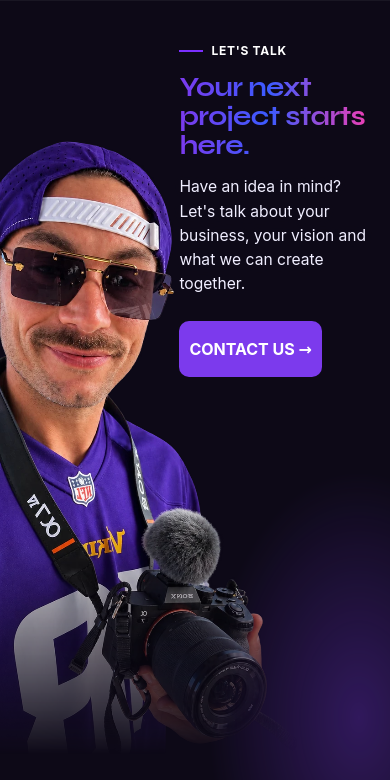 LET'S TALK
Your next
project starts
here.
Have an idea in mind?
Let's talk about your
business, your vision and
what we can create
together.
CONTACT US →